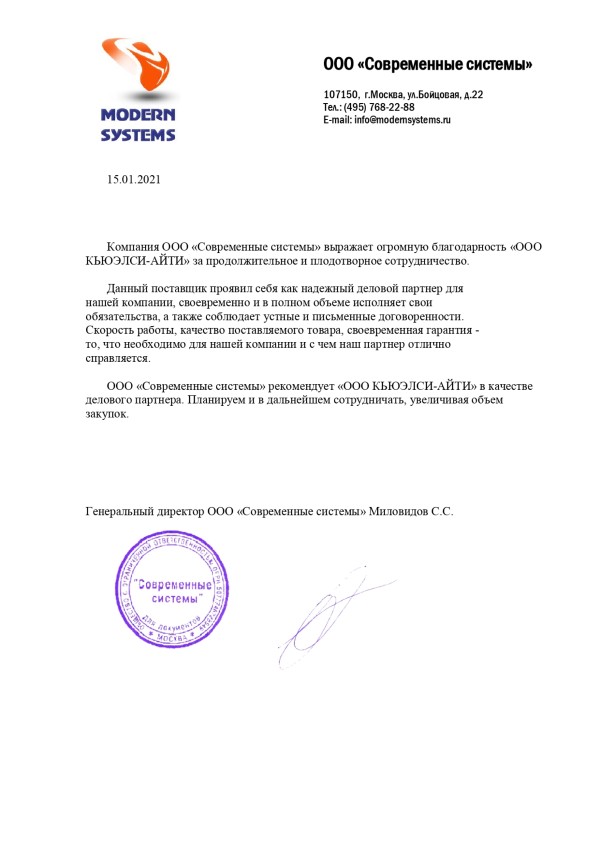 MODERN
SYSTEMS
ООО «Современные системы»
107150, г.Москва, ул.Бойцовая, д.22
Тел.: (495) 768-22-88
E-mail: info@modernsystems.ru
15.01.2021
Компания ООО «Современные системы» выражает огромную благодарность «ООО
КЬЮЭЛСИ-АЙТИ» за продолжительное и плодотворное сотрудничество.
Данный поставщик проявил себя как надежный деловой партнер для
нашей компании, своевременно и в полном объеме исполняет свои
обязательства, а также соблюдает устные и письменные договоренности.
Скорость работы, качество поставляемого товара, своевременная гарантия -
то, что необходимо для нашей компании и с чем наш партнер отлично
справляется.
ООО «Современные системы» рекомендует «ООО КЬЮЭЛСИ-АЙТИ» в качестве
делового партнера. Планируем и в дальнейшем сотрудничать, увеличивая объем
закупок.
Генеральный директор ООО «Современные системы» Миловидов С.С.
ОБЩЕСТВО С ОГРАНИЧЕННОЙ ОТВЕТСТВЕННОСТЬЮ ОГРН
"Современные
системы"
Для документов
* МОСКВА *